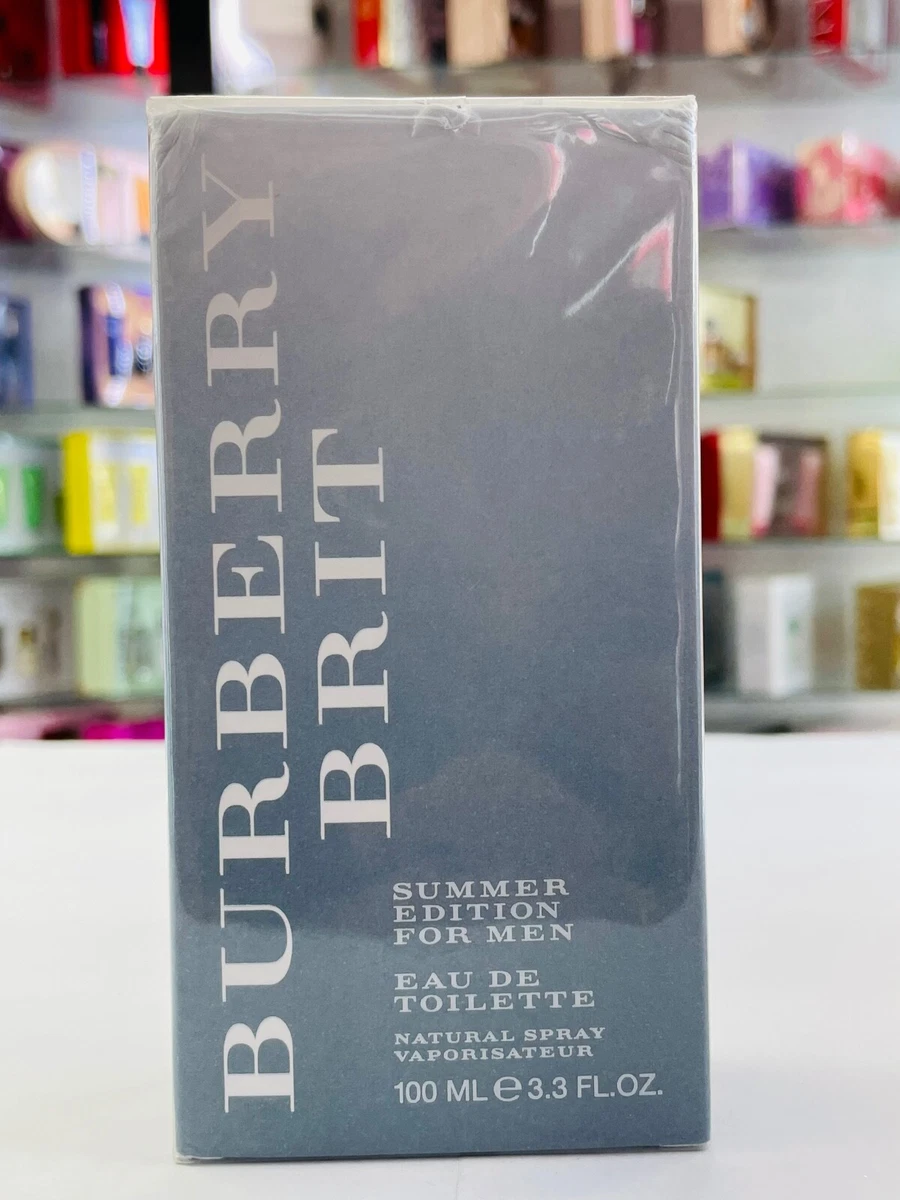 BURBERRY
BRIT
SUMMER
EDITION
FOR MEN
EAU DE
TOILETTE
NATURAL SPRAY
VAPORISATEUR
100 ML ℮ 3.3 FL.OZ.